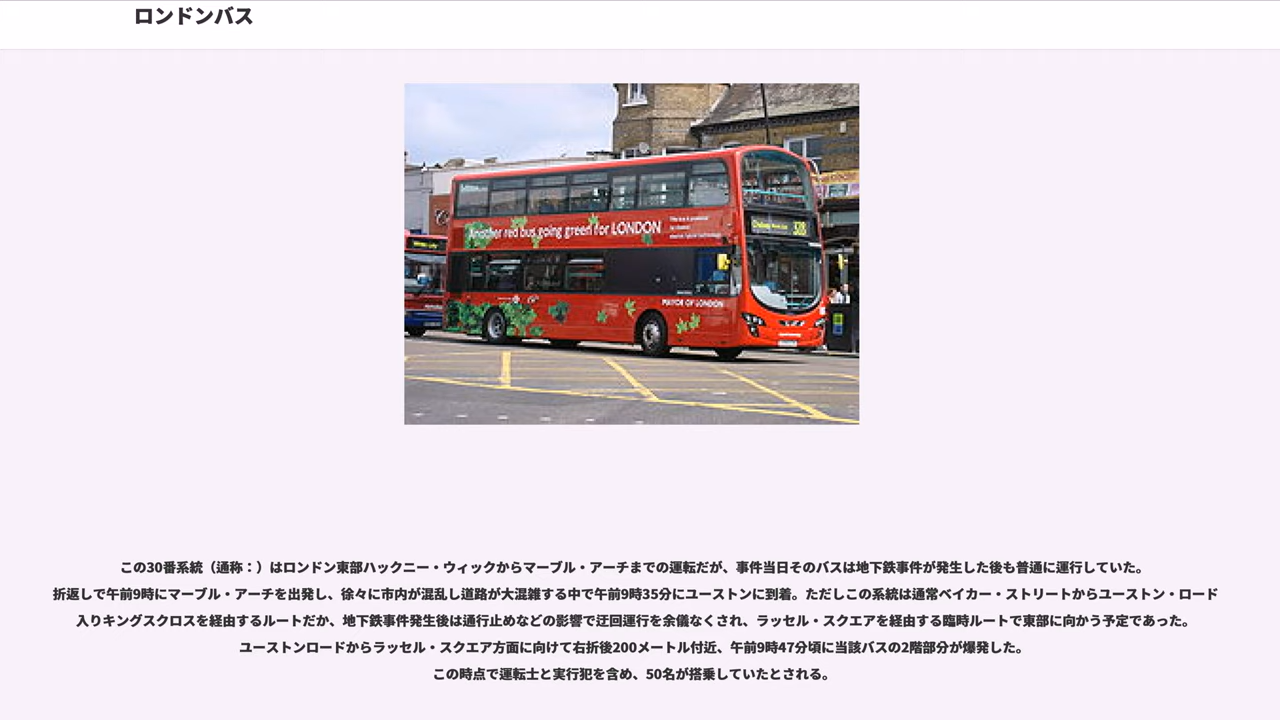 ロンドンバス
Another red bus going green for LONDON
328
MAYOR OF LONDON
この30番系統（通称：）はロンドン東部ハックニー・ウィックからマーブル・アーチまでの運転だが、事件当日そのバスは地下鉄事件が発生した後も普通に運行していた。
折返しで午前9時にマーブル・アーチを出発し、徐々に市内が混乱し道路が大混雑する中で午前9時35分にユーストンに到着。ただしこの系統は通常ベイカー・ストリートからユーストン・ロード
入りキングスクロスを経由するルートだか、地下鉄事件発生後は通行止めなどの影響で迂回運行を余儀なくされ、ラッセル・スクエアを経由する臨時ルートで東部に向かう予定であった。
ユーストンロードからラッセル・スクエア方面に向けて右折後200メートル付近、午前9時47分頃に当該バスの2階部分が爆発した。
この時点で運転士と実行犯を含め、50名が搭乗していたとされる。